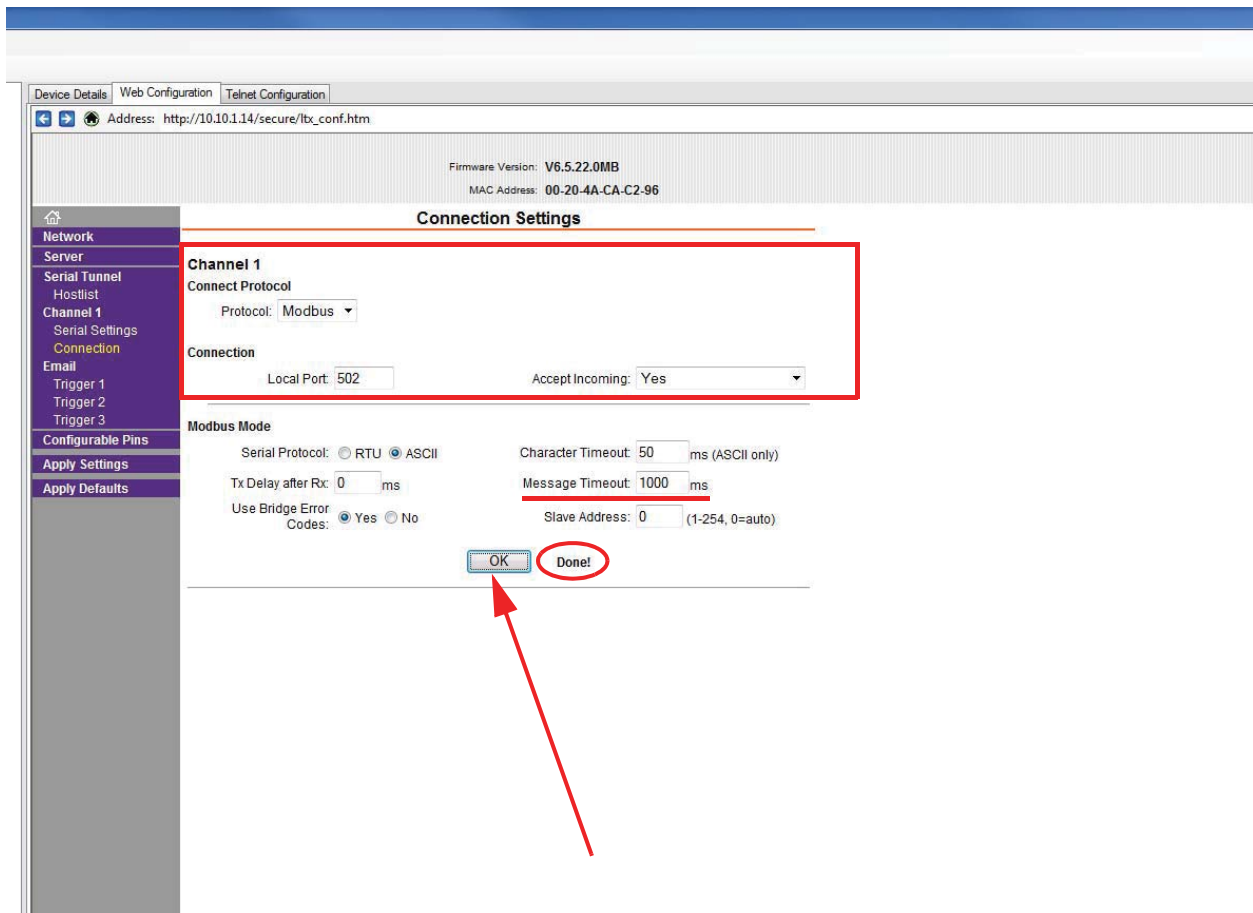 Device Details Web Configuration Telnet Configuration
Address: http://10.10.1.14/secure/ltx_conf.htm
Firmware Version: V6.5.22.0MB
MAC Address: 00-20-4A-CA-C2-96
Network
Server
Serial Tunnel
Hostlist
Channel 1
Serial Settings
Connection
Email
Trigger 1
Trigger 2
Trigger 3
Configurable Pins
Apply Settings
Apply Defaults
Connection Settings
Channel 1
Connect Protocol
Protocol: Modbus
Connection
Local Port: 502 Accept Incoming: Yes
Modbus Mode
Serial Protocol: RTU ASCII Character Timeout: 50 ms (ASCII only)
Tx Delay after Rx: 0 ms Message Timeout: 1000 ms
Use Bridge Error
Codes: Yes No Slave Address: 0 (1-254, 0=auto)
OK Done!